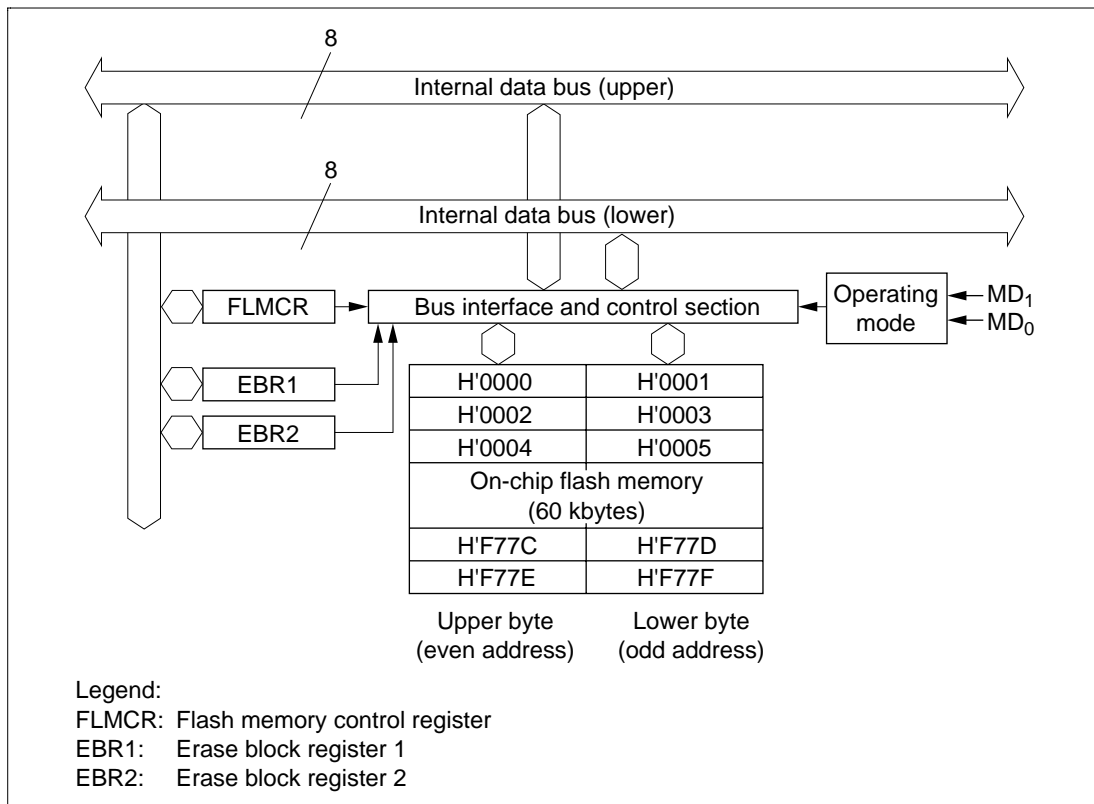 8
Internal data bus (upper)
8
Internal data bus (lower)
FLMCR
Bus interface and control section
Operating
mode
MD1
MD0
EBR1
EBR2
H'0000 H'0001
H'0002 H'0003
H'0004 H'0005
On-chip flash memory
(60 kbytes)
H'F77C H'F77D
H'F77E H'F77F
Upper byte
(even address)
Lower byte
(odd address)
Legend:
FLMCR: Flash memory control register
EBR1: Erase block register 1
EBR2: Erase block register 2